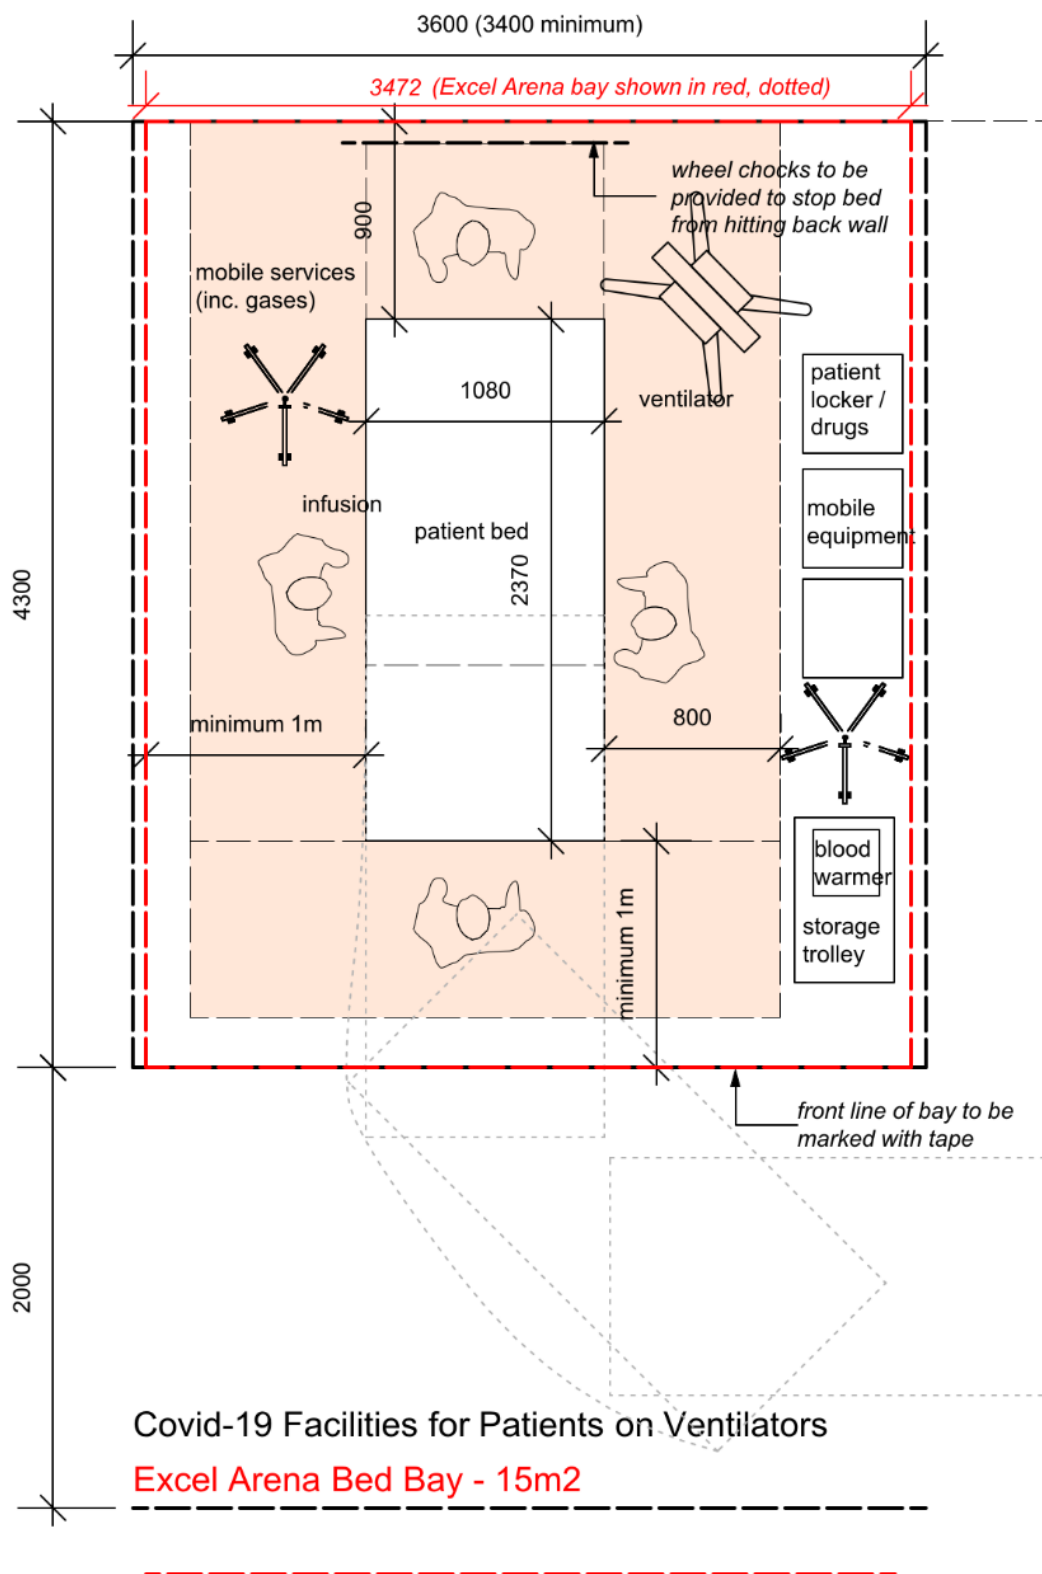 3600 (3400 minimum)
3472 (Excel Arena bay shown in red, dotted)
wheel chocks to be
provided to stop bed
from hitting back wall
900
mobile services
(inc. gases)
1080
ventilator
patient
locker /
drugs
infusion
patient bed
mobile
equipment
2370
4300
minimum 1m
800
blood
warmer
storage
trolley
minimum 1m
front line of bay to be
marked with tape
2000
Covid-19 Facilities for Patients on Ventilators
Excel Arena Bed Bay - 15m2